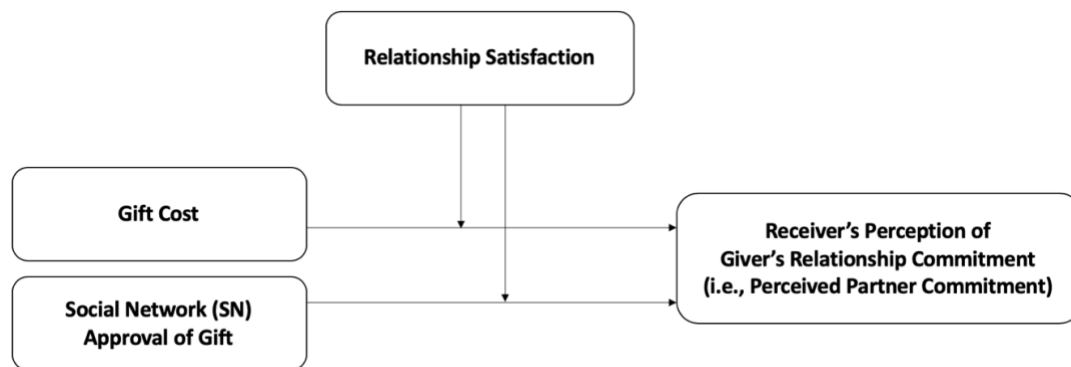 Relationship Satisfaction
Gift Cost
Social Network (SN)
Approval of Gift
Receiver’s Perception of
Giver’s Relationship Commitment
(i.e., Perceived Partner Commitment)